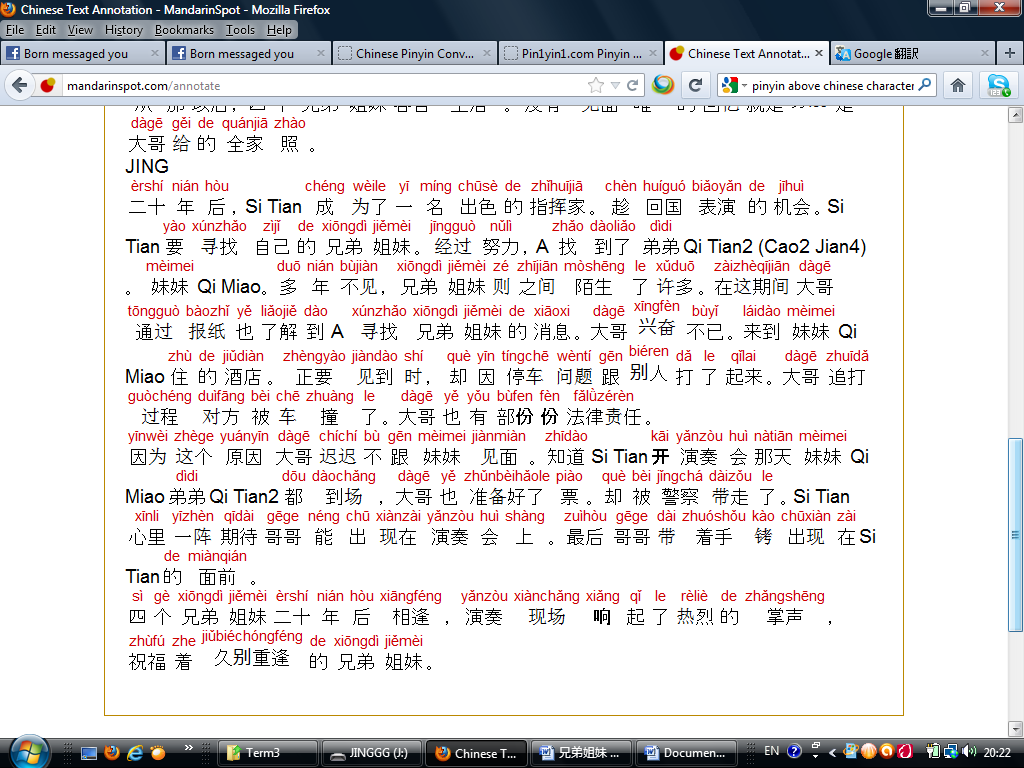 Chinese Text Annotation - MandarinSpot - Mozilla Firefox
File Edit View History Bookmarks Tools Help
Born messaged you
Born messaged you
Chinese Pinyin Conv...
Pin1yin1.com Pinyin ...
Chinese Text Annotat...
Google 翻訳
mandarinspot.com/annotate
pinyin above chinese character
dàgē gěi de quánjiā zhào
大哥 给 的 全家 照 。
JING
èrshí nián hòu chéng wèile yī míng chūsè de zhǐhuījiā chèn huíguó biǎoyǎn de jīhuì
二十 年 后 , Si Tian 成 为了 一 名 出色 的 指挥家。 趁 回国 表演 的 机会。Si
yào xúnzhǎo zìjǐ de xiōngdì jiěmèi jīngguò nǔlì zhǎo dàoliǎo dìdi
Tian 要 寻找 自己 的 兄弟 姐妹。 经过 努力, A 找 到了 弟弟 Qi Tian2 (Cao2 Jian4)
mèimei duō nián bùjiàn xiōngdì jiěmèi zé zhījiān mòshēng le xǔduō zàizhèqījiān dàgē
。 妹妹 Qi Miao。多 年 不见, 兄弟 姐妹 则 之间 陌生 了 许多。在这期间 大哥
tōngguò bàozhǐ yě liǎojiě dào xúnzhǎo xiōngdì jiěmèi de xiāoxi dàgē xīngfèn bùyǐ láidào mèimei
通过 报纸 也 了解 到 A 寻找 兄弟 姐妹 的 消息。大哥 兴奋 不已。来到 妹妹 Qi
zhù de jiǔdiàn zhèngyào jiàndào shí què yīn tíngchē wèntí gēn biéren dǎ le qǐlai dàgē zhuīdǎ
Miao 住 的 酒店。 正要 见到 时, 却 因 停车 问题 跟 别人 打 了 起来。大哥 追打
guòchéng duìfāng bèi chē zhuàng le dàgē yě yǒu bùfen fèn fǎlǜzérèn
过程 对方 被 车 撞 了。大哥 也 有 部份 份 法律责任。
yīnwèi zhège yuányīn dàgē chíchí bù gēn mèimei jiànmiàn zhīdào kāi yǎnzòu huì nàtiān mèimei
因为 这个 原因 大哥 迟迟 不 跟 妹妹 见面 。知道 Si Tian 开 演奏 会 那天 妹妹 Qi
dìdi dōu dàochǎng dàgē yě zhǔnbèihǎole piào què bèi jǐngchá dàizǒu le
Miao 弟弟 Qi Tian2 都 到场 , 大哥 也 准备好了 票。却 被 警察 带走 了。Si Tian
xīnli yīzhèn qīdài gēge néng chū xiànzài yǎnzòu huì shàng zuìhòu gēge dài zhuóshǒu kào chūxiàn zài
心里 一阵 期待 哥哥 能 出 现在 演奏 会 上 。最后 哥哥 带 着手 铐 出现 在 Si
de miànqián
Tian 的 面前 。
sì gè xiōngdì jiěmèi èrshí nián hòu xiāngféng yǎnzòu xiànchǎng xiǎng qǐ le rèliè de zhǎngshēng
四 个 兄弟 姐妹 二十 年 后 相逢 , 演奏 现场 响 起 了 热烈 的 掌声 ,
zhùfú zhe jiǔbiéchóngféng de xiōngdì jiěmèi
祝福 着 久别重逢 的 兄弟 姐妹。
Term3
JINGGG (J:)
Chinese T...
兄弟姐妹 ...
Documen...
EN
20:22